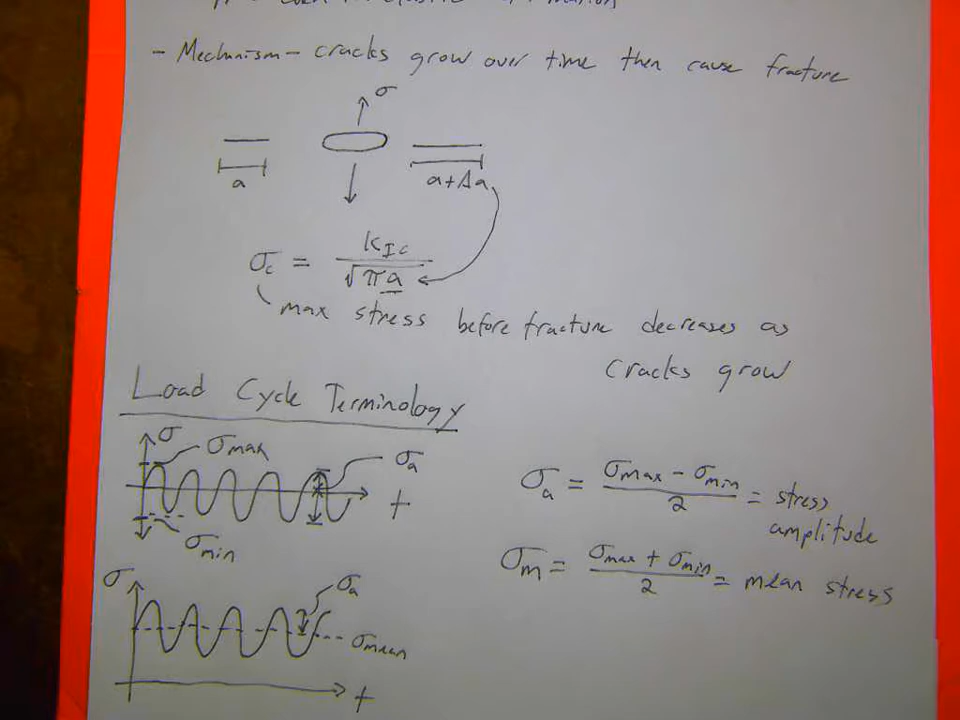 - Mechanism - cracks grow over time then cause fracture
σ
a
a+Δa
σc = KIc / √πa
max stress before fracture decreases as
cracks grow
Load Cycle Terminology
σ
σmax
σa
t
σmin
σa = σmax - σmin / 2 = stress
amplitude
σm = σmax + σmin / 2 = mean stress
σ
σa
σmean
t